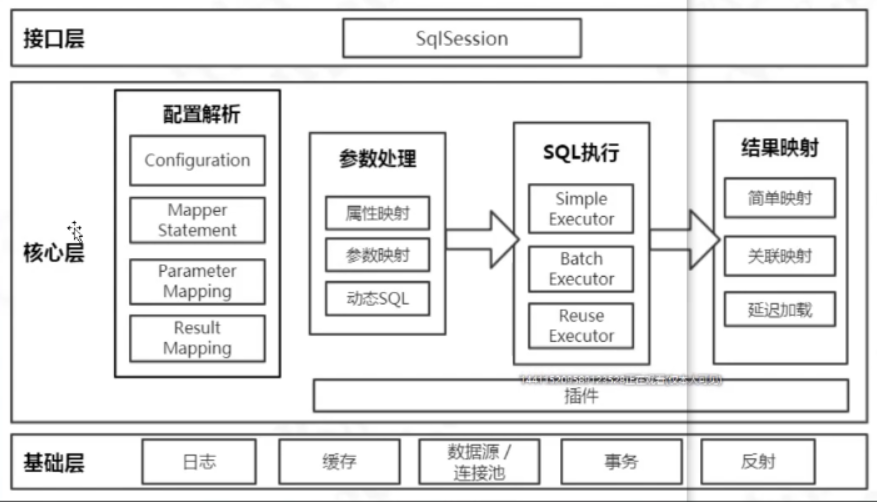 接口层
SqlSession
核心层
配置解析
Configuration
Mapper
Statement
Parameter
Mapping
Result
Mapping
参数处理
属性映射
参数映射
动态SQL
SQL执行
Simple
Executor
Batch
Executor
Reuse
Executor
结果映射
简单映射
关联映射
延迟加载
插件
基础层
日志
缓存
数据源 /
连接池
事务
反射